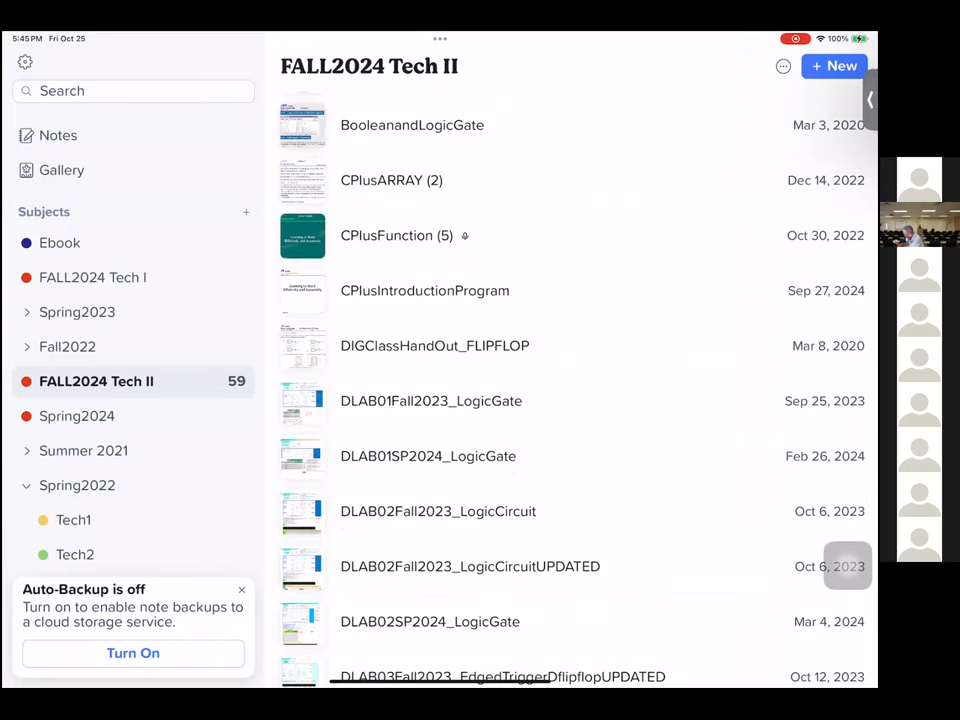 5:45 PM Fri Oct 25
100%
Search
Notes
Gallery
Subjects
Ebook
FALL2024 Tech I
Spring2023
Fall2022
FALL2024 Tech II 59
Spring2024
Summer 2021
Spring2022
Tech1
Tech2
Auto-Backup is off
Turn on to enable note backups to
a cloud storage service.
Turn On
FALL2024 Tech II
+ New
BooleanandLogicGate Mar 3, 2020
CPlusARRAY (2) Dec 14, 2022
CPlusFunction (5) Oct 30, 2022
CPlusIntroductionProgram Sep 27, 2024
DIGClassHandOut_FLIPFLOP Mar 8, 2020
DLAB01Fall2023_LogicGate Sep 25, 2023
DLAB01SP2024_LogicGate Feb 26, 2024
DLAB02Fall2023_LogicCircuit Oct 6, 2023
DLAB02Fall2023_LogicCircuitUPDATED Oct 6, 2023
DLAB02SP2024_LogicGate Mar 4, 2024
DLAB03Fall2023_EdgedTriggerDflipflopUPDATED Oct 12, 2023